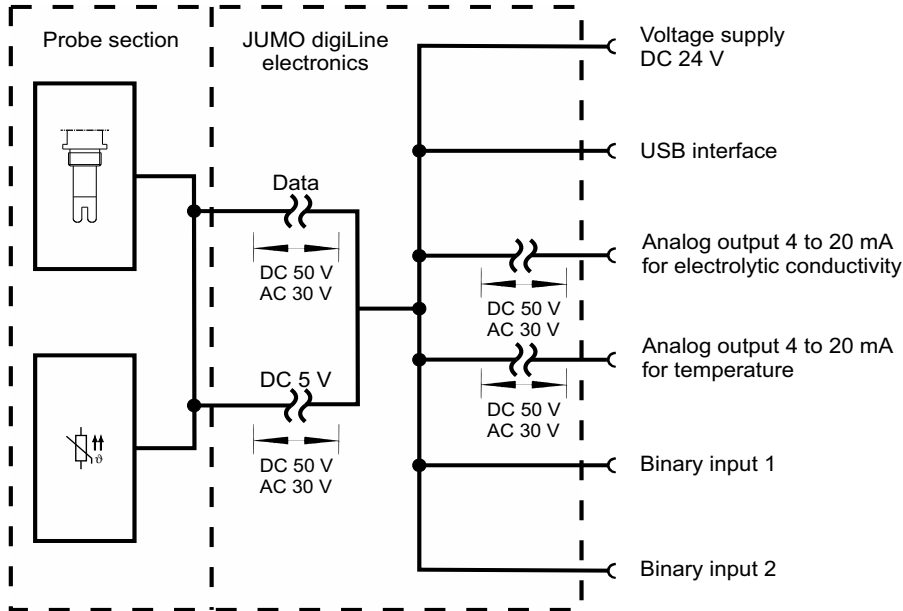 Probe section
JUMO digiLine
electronics
Voltage supply
DC 24 V
USB interface
Data
DC 50 V
AC 30 V
Analog output 4 to 20 mA
for electrolytic conductivity
DC 50 V
AC 30 V
Analog output 4 to 20 mA
for temperature
DC 50 V
AC 30 V
DC 5 V
DC 50 V
AC 30 V
ϑ
Binary input 1
Binary input 2